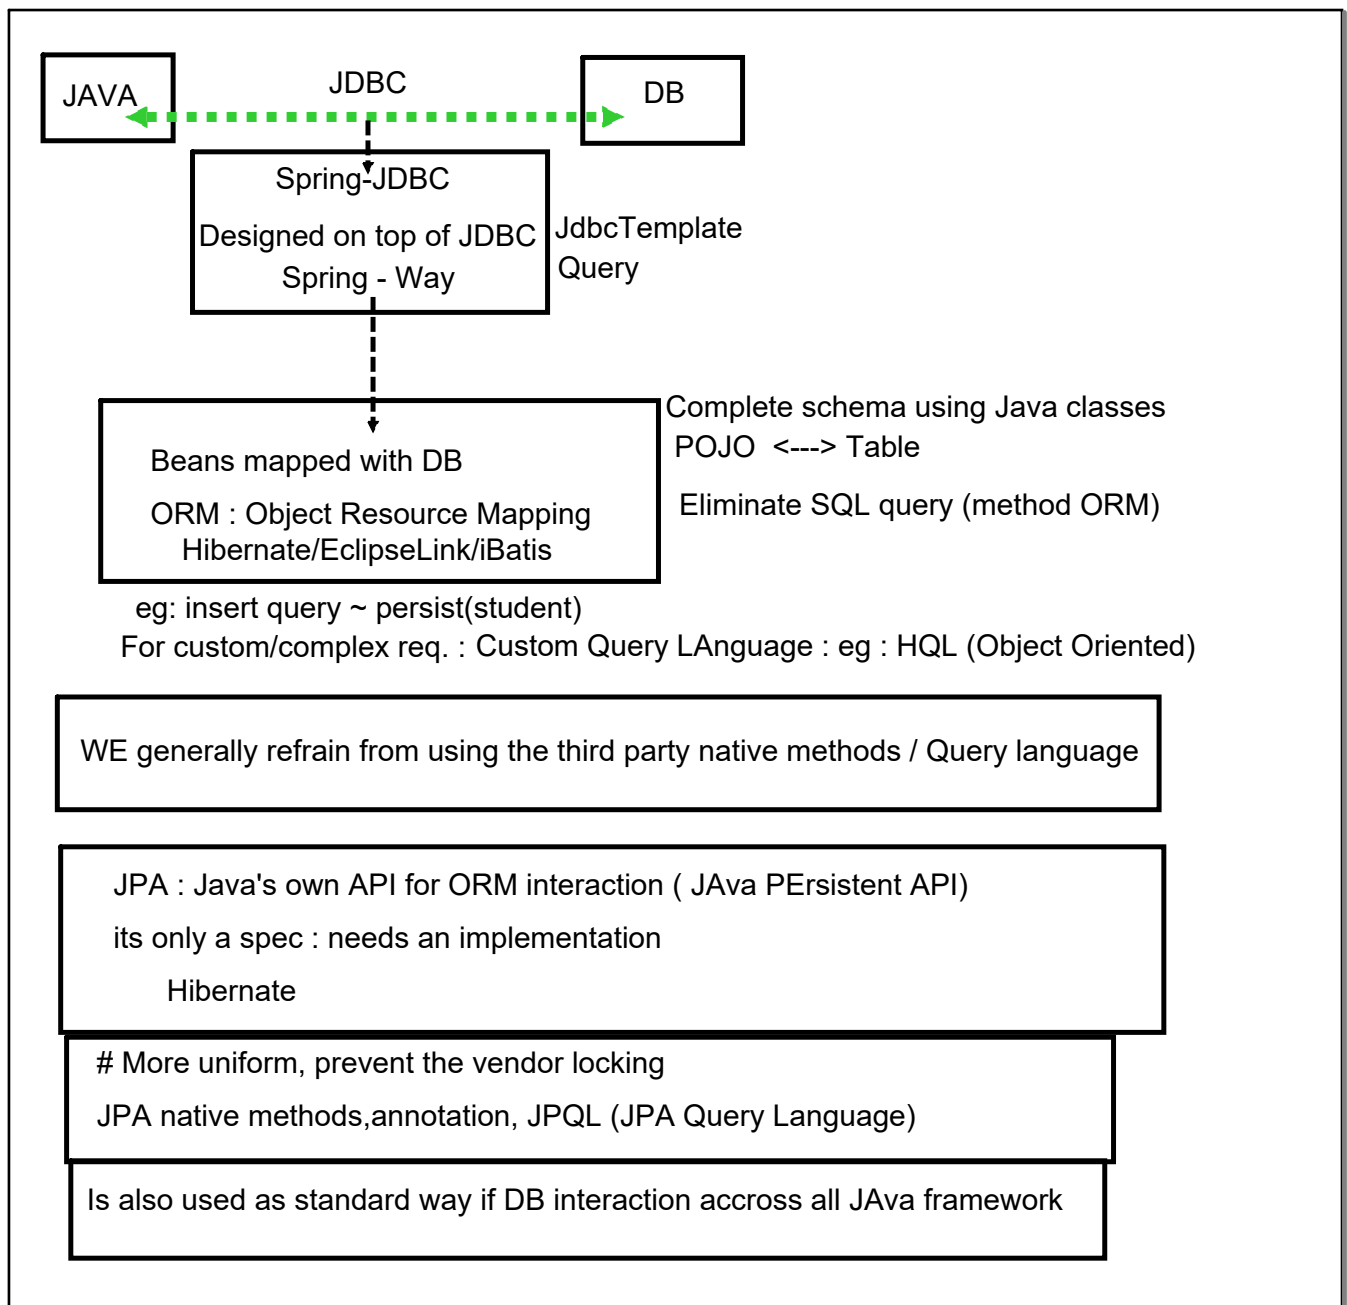 JAVA
JDBC
DB
Spring-JDBC
Designed on top of JDBC
Spring - Way
JdbcTemplate
Query
Complete schema using Java classes
POJO <---> Table
Eliminate SQL query (method ORM)
Beans mapped with DB
ORM : Object Resource Mapping
Hibernate/EclipseLink/iBatis
eg: insert query ~ persist(student)
For custom/complex req. : Custom Query LAnguage : eg : HQL (Object Oriented)
WE generally refrain from using the third party native methods / Query language
JPA : Java's own API for ORM interaction ( JAva PErsistent API)
its only a spec : needs an implementation
Hibernate
# More uniform, prevent the vendor locking
JPA native methods,annotation, JPQL (JPA Query Language)
Is also used as standard way if DB interaction accross all JAva framework